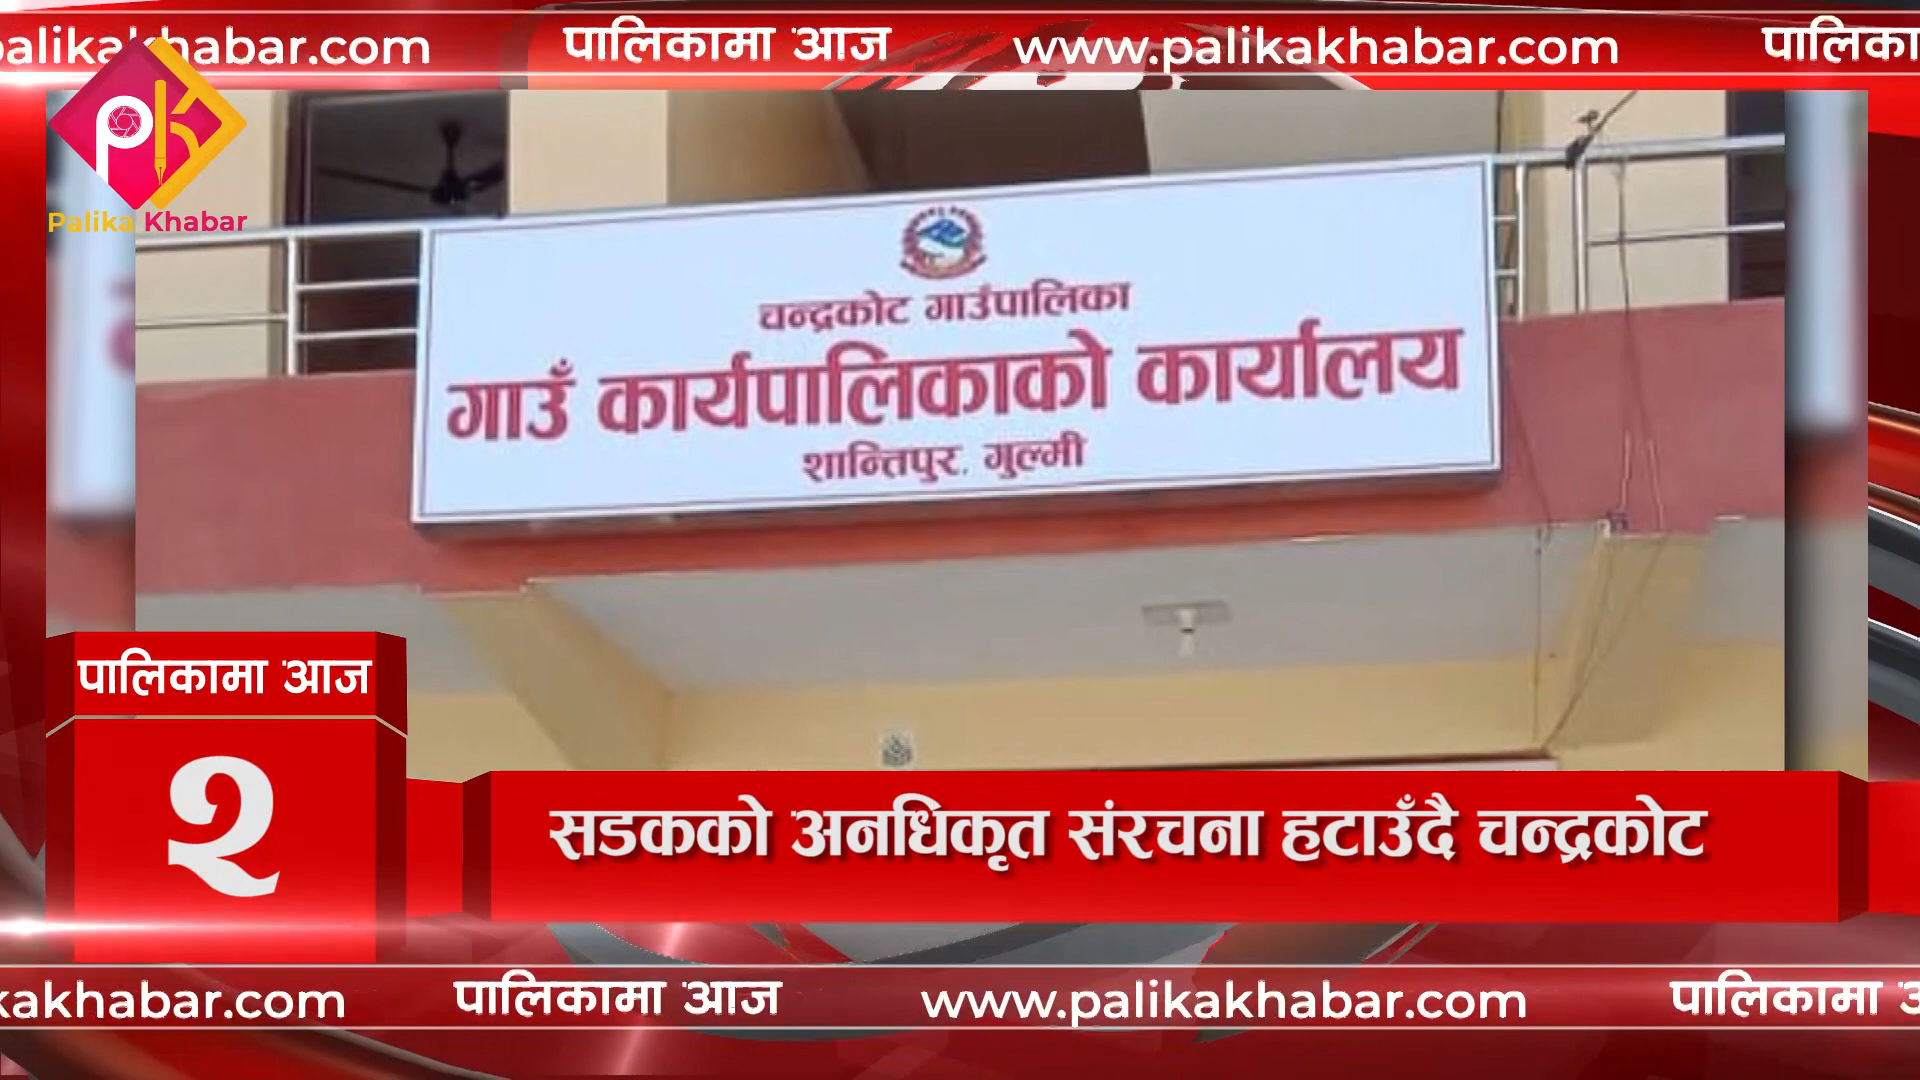 palikakhabar.com पालिकामा आज www.palikakhabar.com पालिका
PK
Palika Khabar
चन्द्रकोट गाउँपालिका
गाउँ कार्यपालिकाको कार्यालय
शान्तिपुर, गुल्मी
पालिकामा आज
२
सडकको अनधिकृत संरचना हटाउँदै चन्द्रकोट
kakhabar.com पालिकामा आज www.palikakhabar.com पालिकामा